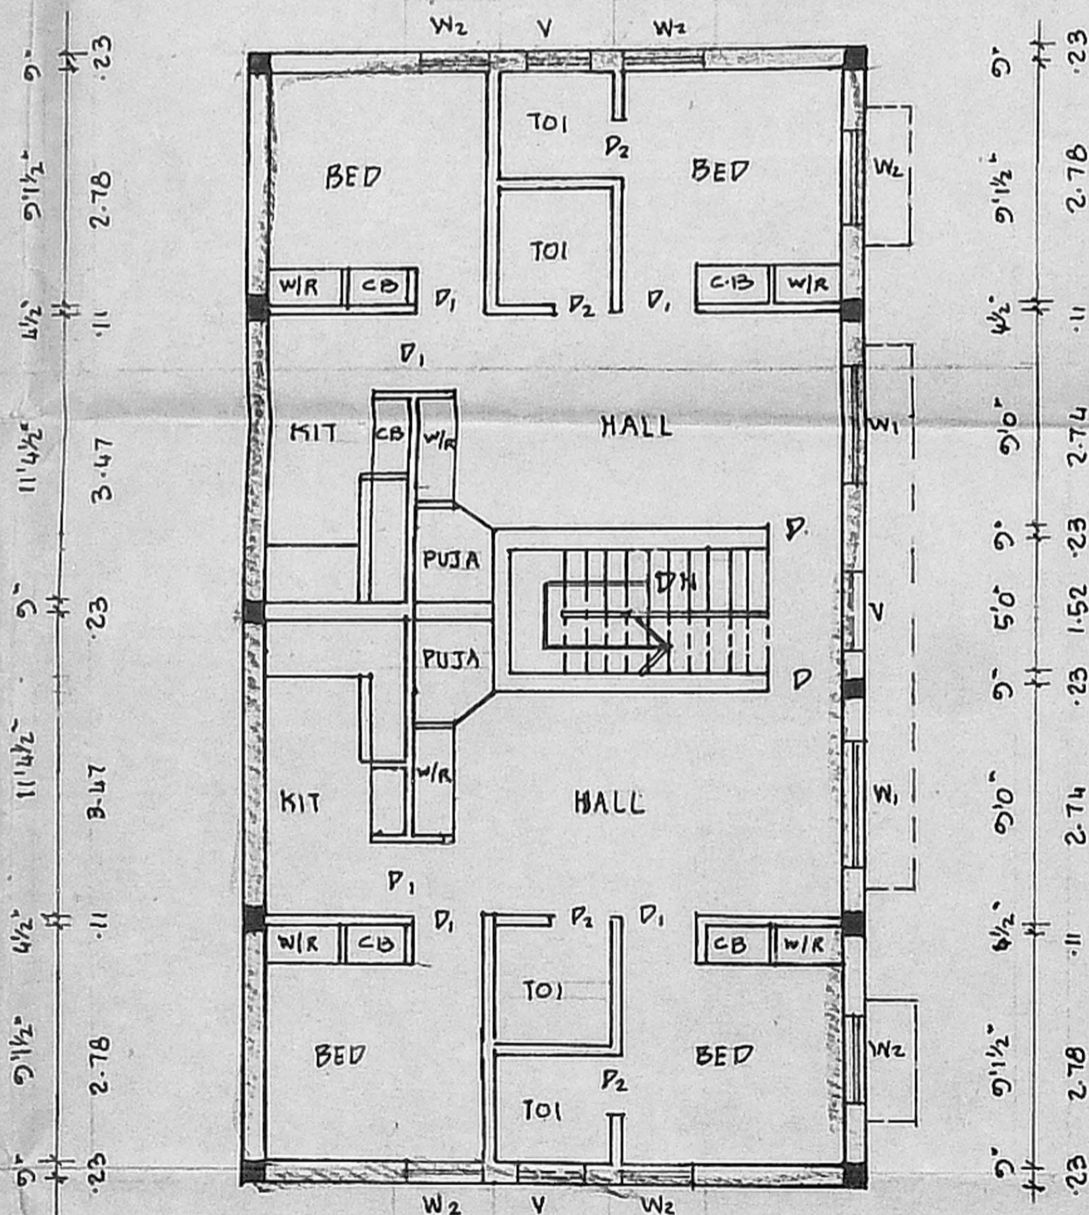 W2 V W2
9" .23
9'1½" 2.78
4½" .11
11'4½" 3.47
9" .23
11'4½" 3.47
4½" .11
9'1½" 2.78
9" .23
TOI
D2
BED
BED
W2
TOI
W/R CB D1 D2 D1 C.B W/R
D1
KIT CB W/R HALL W1
D
PUJA
DN
V
PUJA
D
W/R
KIT HALL W1
D1
D1 D2 D1
W/R CB CB W/R
TOI
BED BED W2
D2
TOI
W2 V W2
9" .23
9'1½" 2.78
4½" .11
9'0" 2.74
9" .23
5'0" 1.52
9" .23
9'0" 2.74
4½" .11
9'1½" 2.78
9" .23